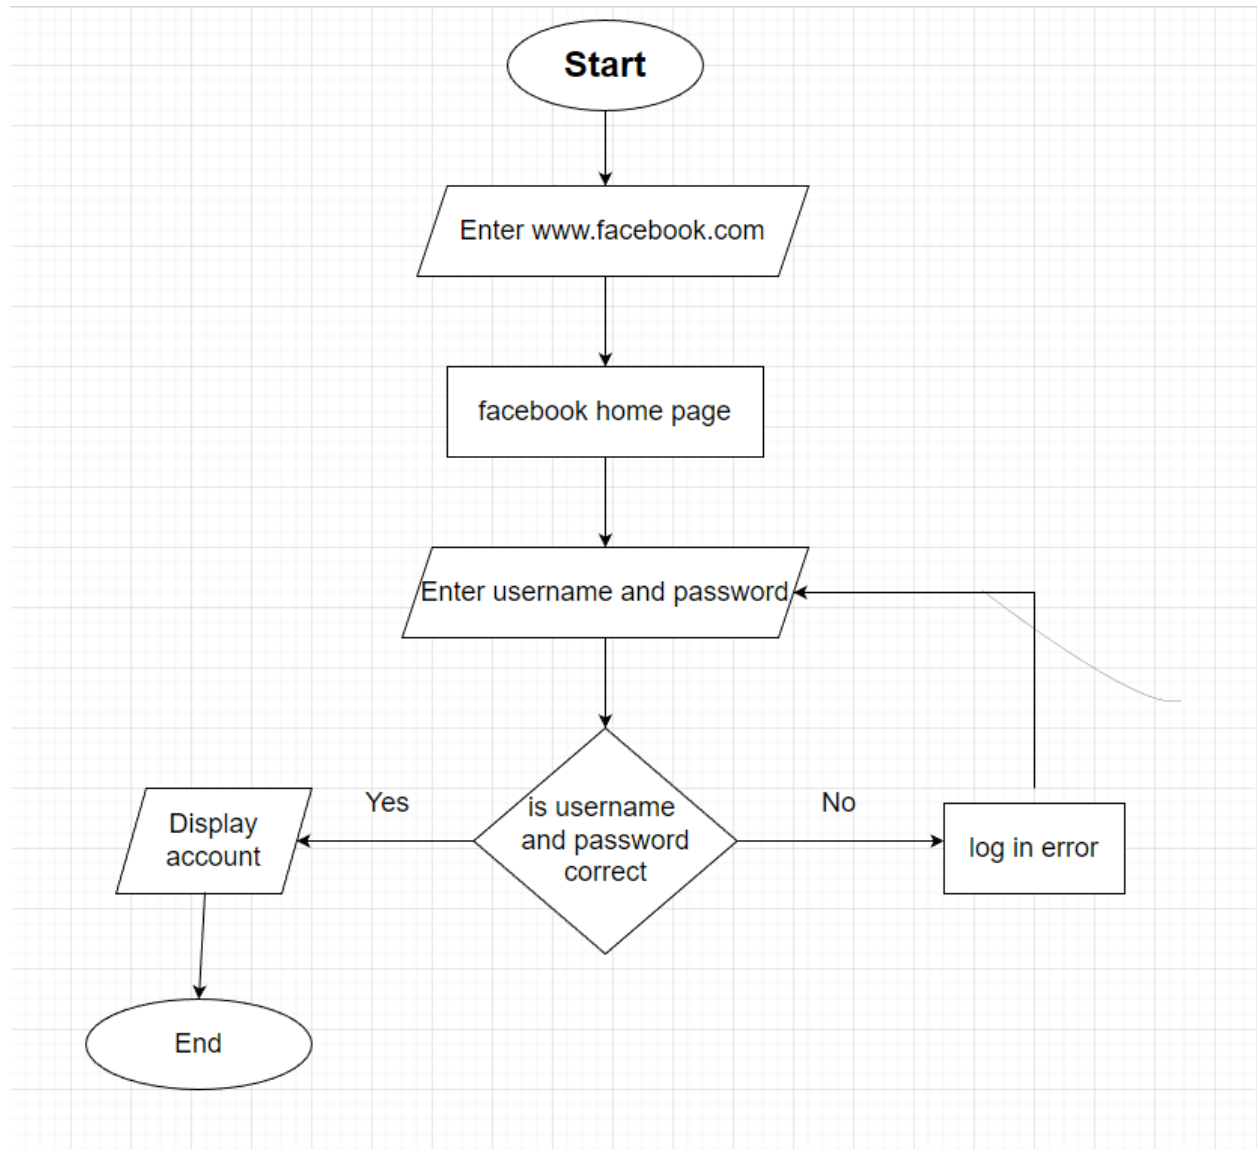 Start
Enter www.facebook.com
facebook home page
Enter username and password
is username
and password
correct
Yes
No
Display
account
log in error
End